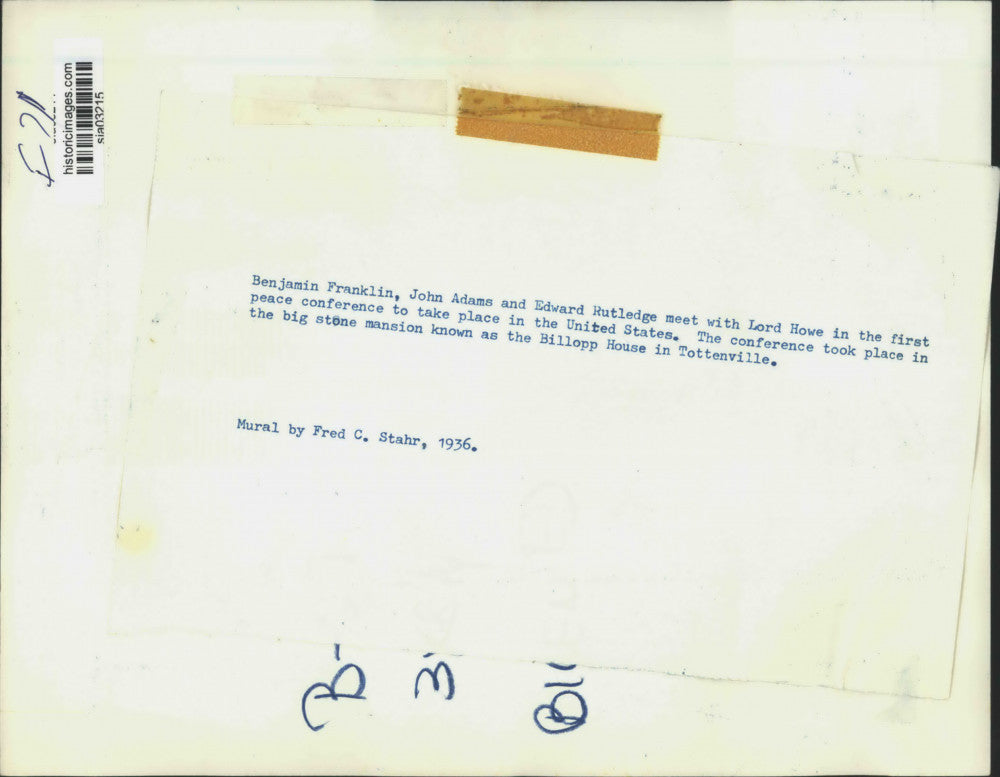 historicimages.com
sia03215
Benjamin Franklin, John Adams and Edward Rutledge meet with Lord Howe in the first
peace conference to take place in the United States. The conference took place in
the big stone mansion known as the Billopp House in Tottenville.
Mural by Fred C. Stahr, 1936.